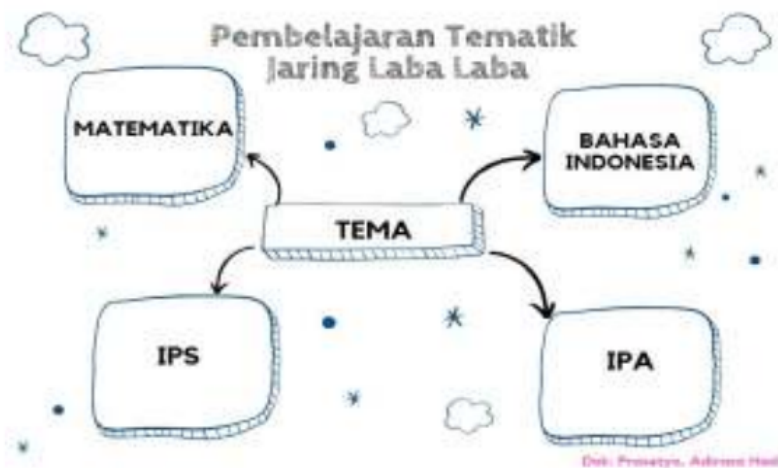 Pembelajaran Tematik
Jaring Laba Laba
MATEMATIKA
BAHASA
INDONESIA
TEMA
IPS
IPA